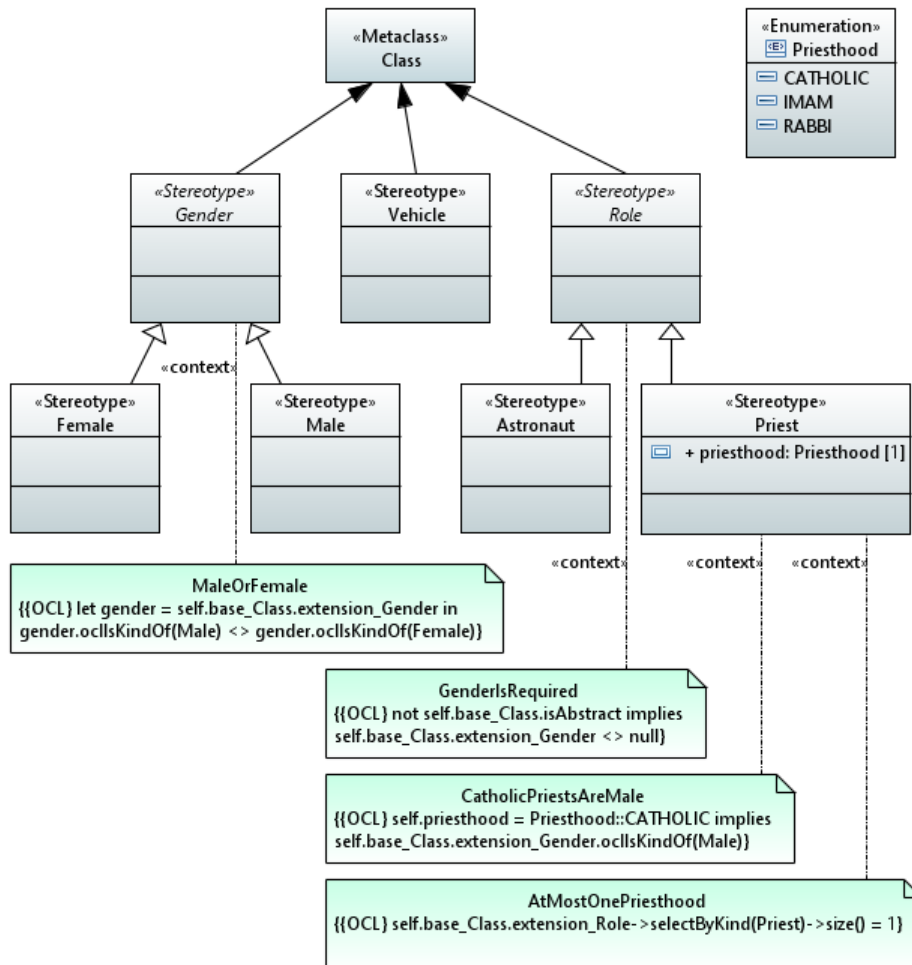 «Metaclass»
Class
«Enumeration»
Priesthood
CATHOLIC
IMAM
RABBI
«Stereotype»
Gender
«Stereotype»
Vehicle
«Stereotype»
Role
«context»
«Stereotype»
Female
«Stereotype»
Male
«Stereotype»
Astronaut
«Stereotype»
Priest
+ priesthood: Priesthood [1]
«context»
«context»
«context»
MaleOrFemale
{{OCL} let gender = self.base_Class.extension_Gender in
gender.oclIsKindOf(Male) <> gender.oclIsKindOf(Female)}
GenderIsRequired
{{OCL} not self.base_Class.isAbstract implies
self.base_Class.extension_Gender <> null}
CatholicPriestsAreMale
{{OCL} self.priesthood = Priesthood::CATHOLIC implies
self.base_Class.extension_Gender.oclIsKindOf(Male)}
AtMostOnePriesthood
{{OCL} self.base_Class.extension_Role->selectByKind(Priest)->size() = 1}